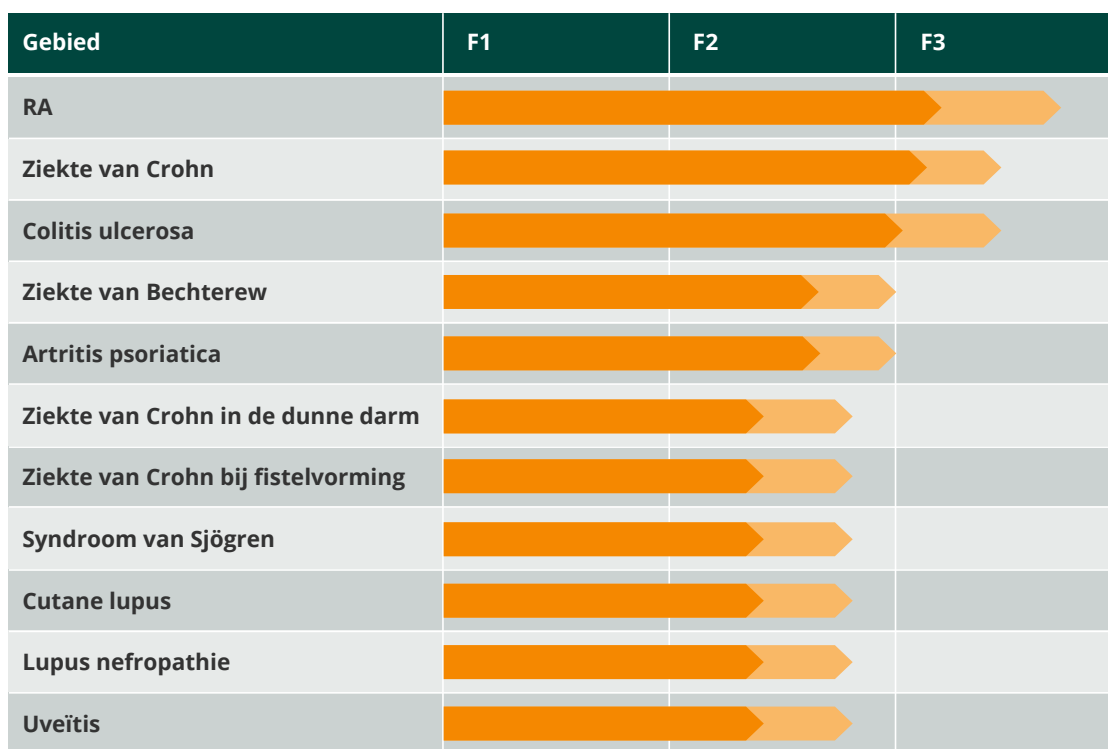 Gebied F1 F2 F3
RA
Ziekte van Crohn
Colitis ulcerosa
Ziekte van Bechterew
Artritis psoriatica
Ziekte van Crohn in de dunne darm
Ziekte van Crohn bij fistelvorming
Syndroom van Sjögren
Cutane lupus
Lupus nefropathie
Uveïtis